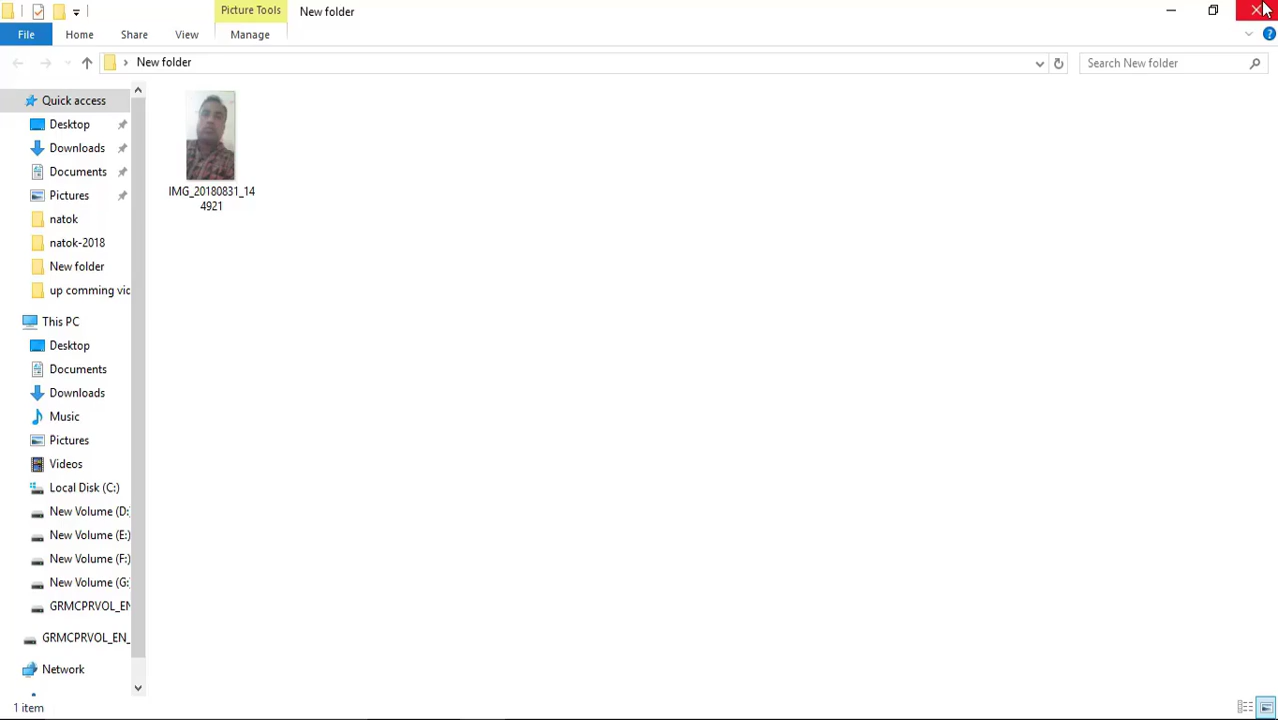 Picture Tools
New folder
File
Home
Share
View
Manage
New folder
Search New folder
Quick access
Desktop
Downloads
Documents
Pictures
natok
natok-2018
New folder
up comming vid
This PC
Desktop
Documents
Downloads
Music
Pictures
Videos
Local Disk (C:)
New Volume (D:
New Volume (E:)
New Volume (F:)
New Volume (G:
GRMCPRVOL_EN
GRMCPRVOL_EN_
Network
IMG_20180831_14
4921
1 item